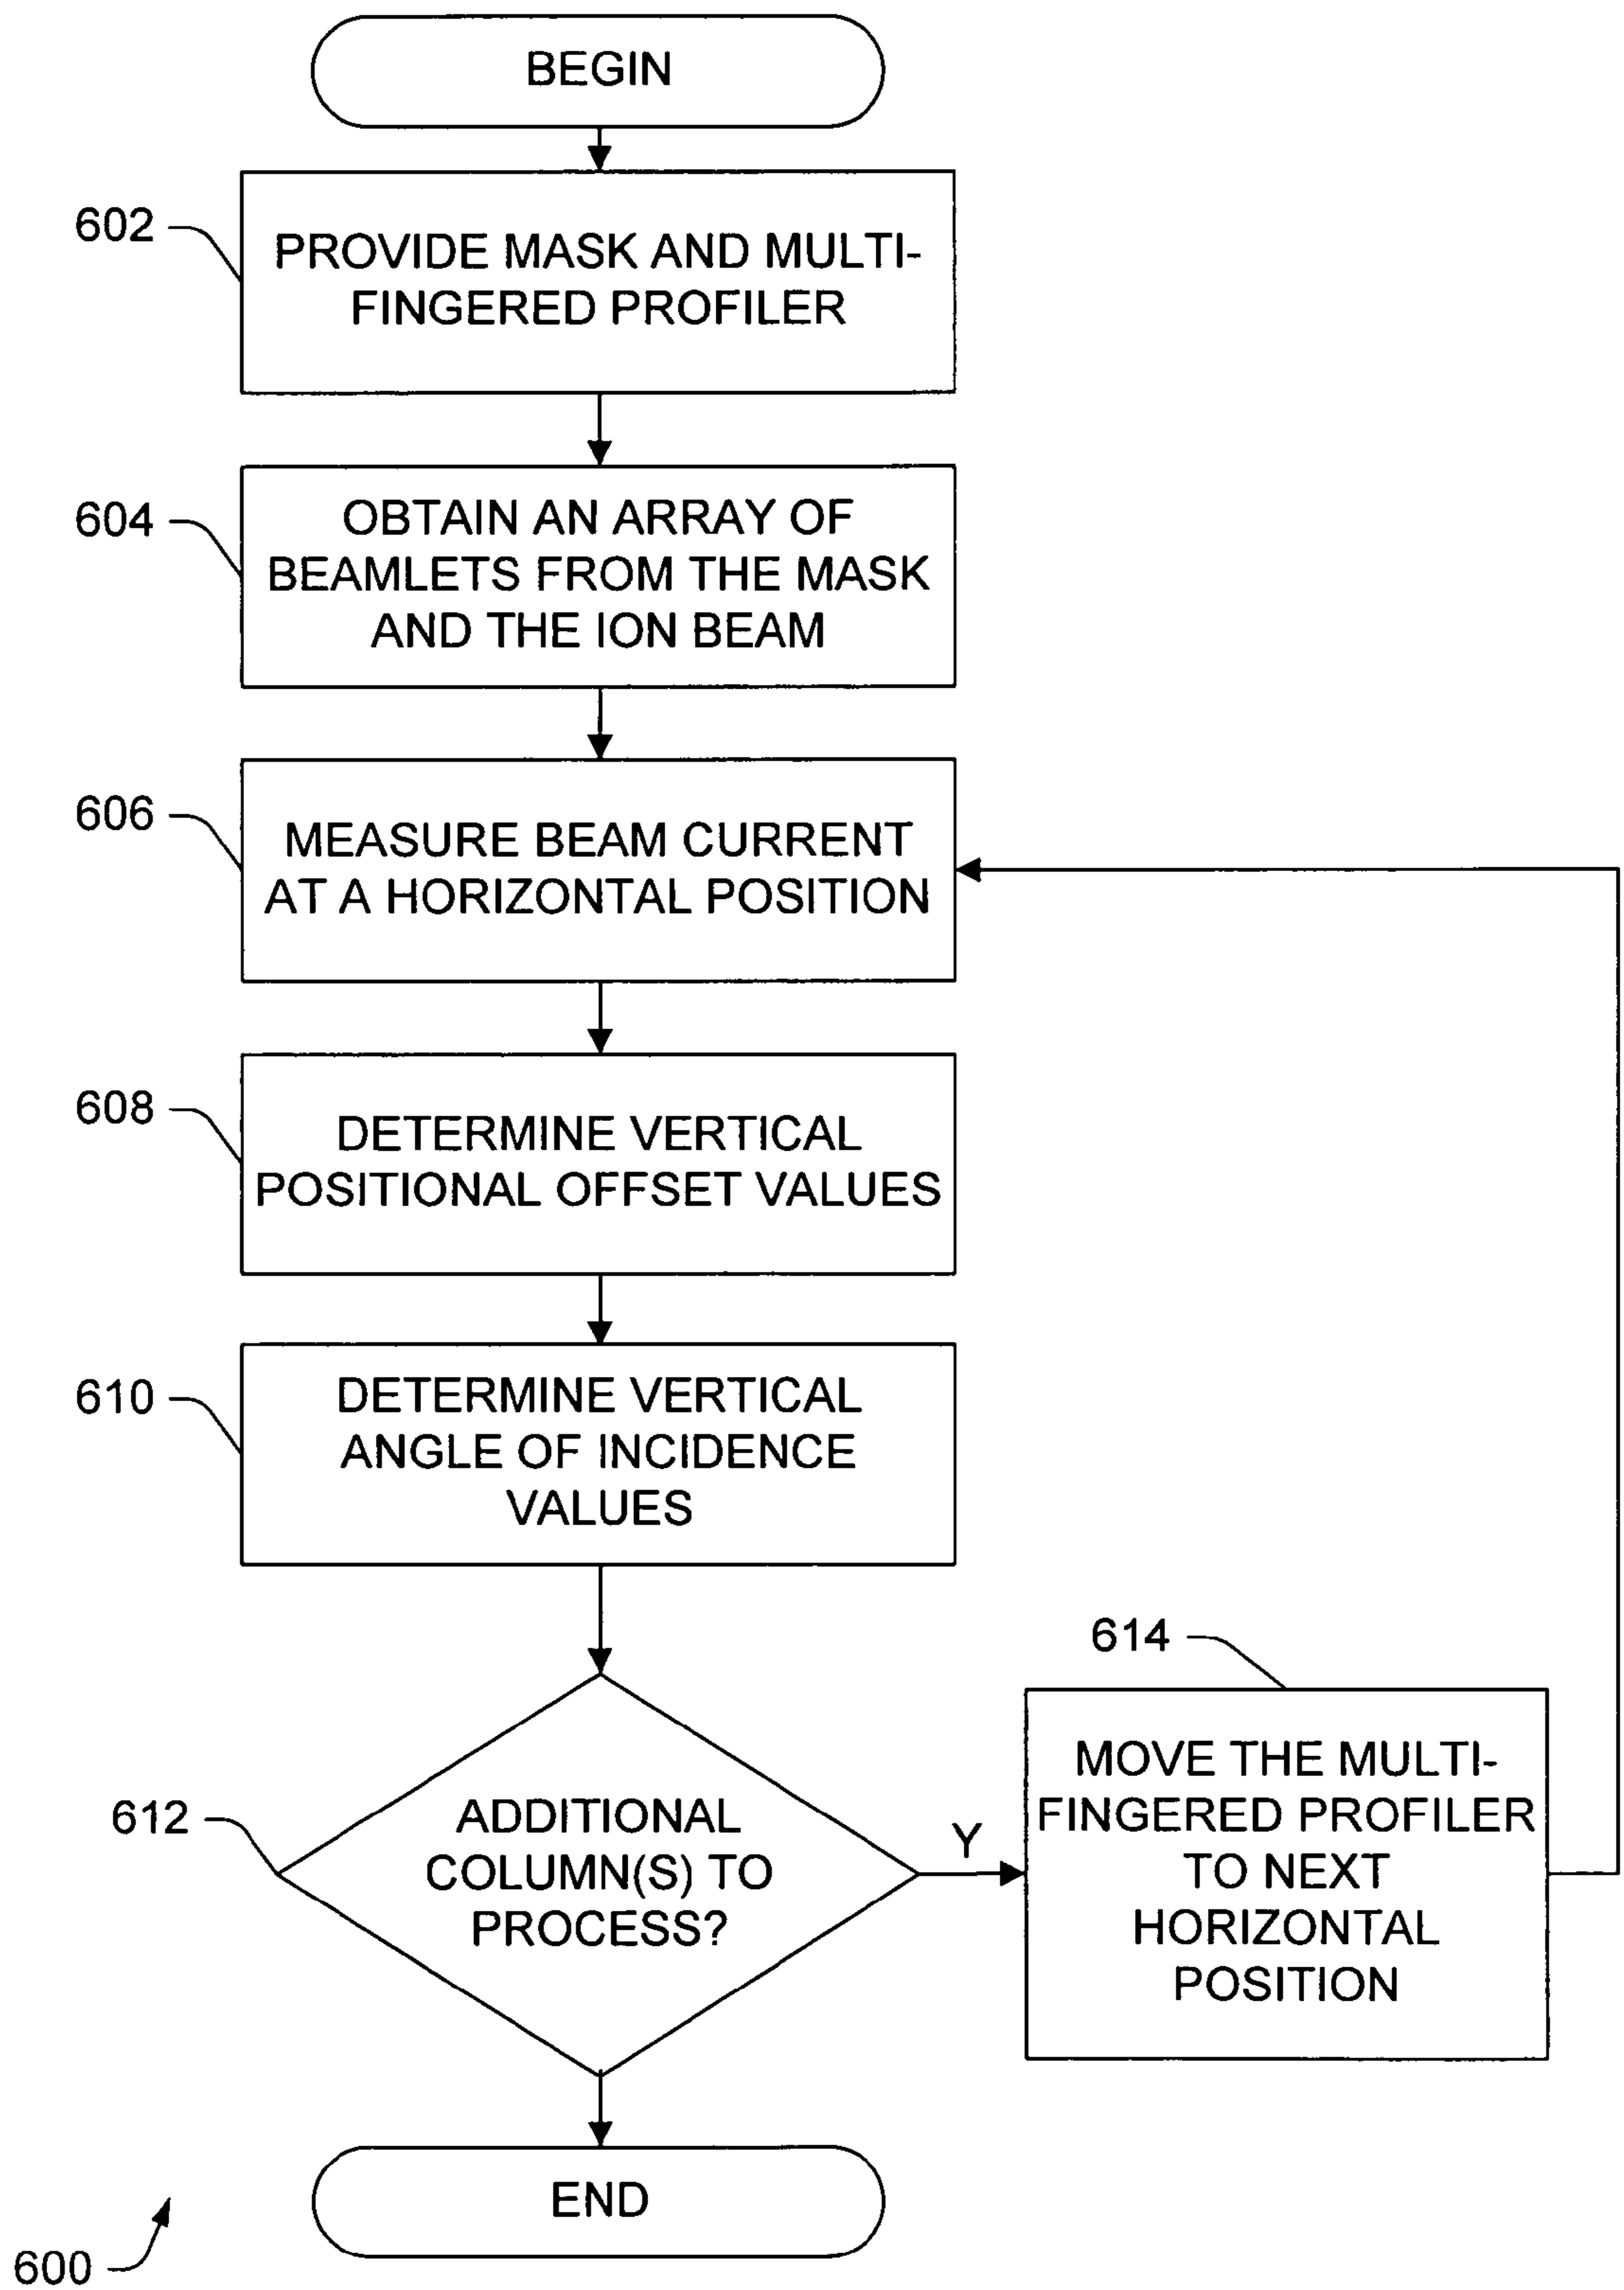 BEGIN
602
PROVIDE MASK AND MULTI-
FINGERED PROFILER
604
OBTAIN AN ARRAY OF
BEAMLETS FROM THE MASK
AND THE ION BEAM
606
MEASURE BEAM CURRENT
AT A HORIZONTAL POSITION
608
DETERMINE VERTICAL
POSITIONAL OFFSET VALUES
610
DETERMINE VERTICAL
ANGLE OF INCIDENCE
VALUES
612
ADDITIONAL
COLUMN(S) TO
PROCESS?
Y
614
MOVE THE MULTI-
FINGERED PROFILER
TO NEXT
HORIZONTAL
POSITION
END
600